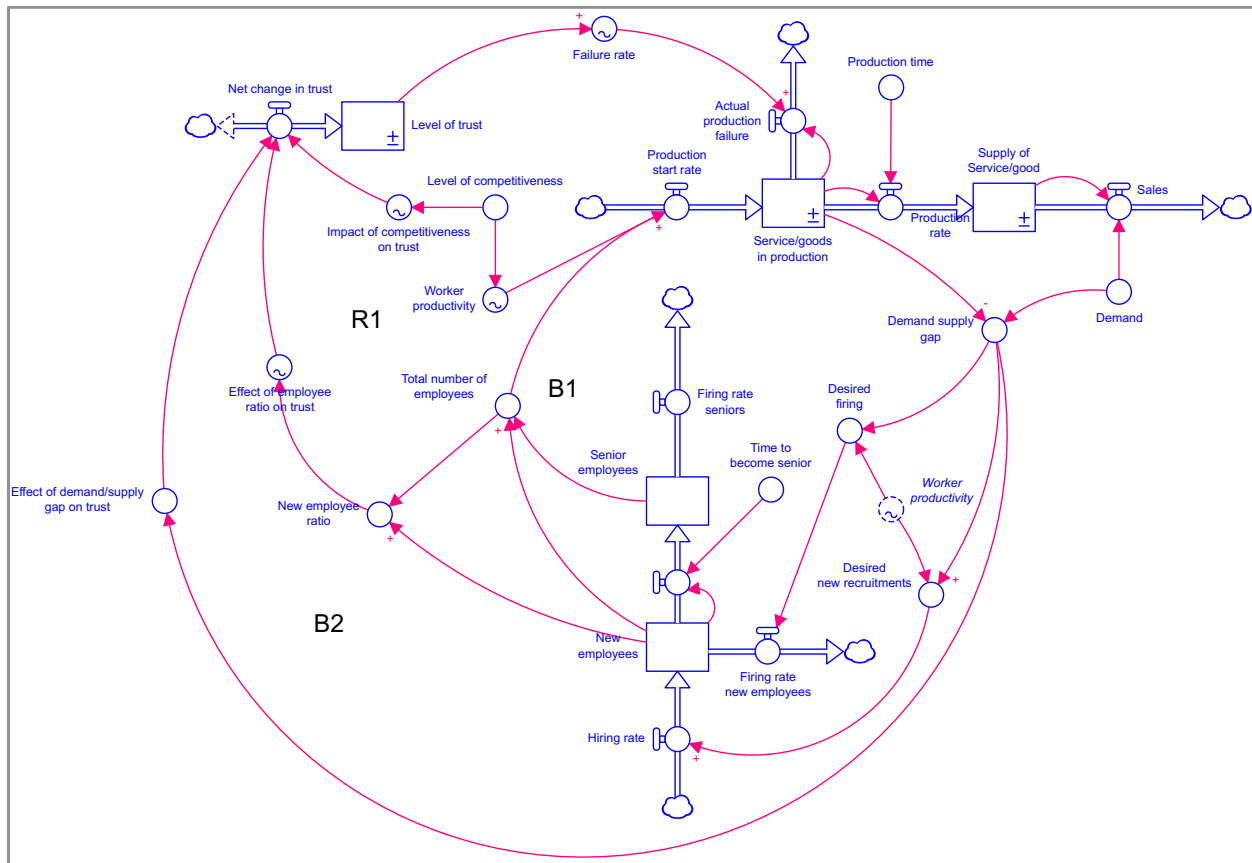 +
Failure rate
Net change in trust
Level of trust
±
Production time
+
Actual
production
failure
Production
start rate
Supply of
Service/good
Sales
Level of competitiveness
Impact of competitiveness
on trust
+
±
Service/goods
in production
Production
rate
±
Worker
productivity
R1
-
Demand supply
gap
Demand
Effect of employee
ratio on trust
Total number of
employees
+
B1
Firing rate
seniors
Desired
firing
Senior
employees
Time to
become senior
Worker
productivity
Effect of demand/supply
gap on trust
New employee
ratio
+
Desired
new recruitments
+
B2
New
employees
Firing rate
new employees
Hiring rate
+